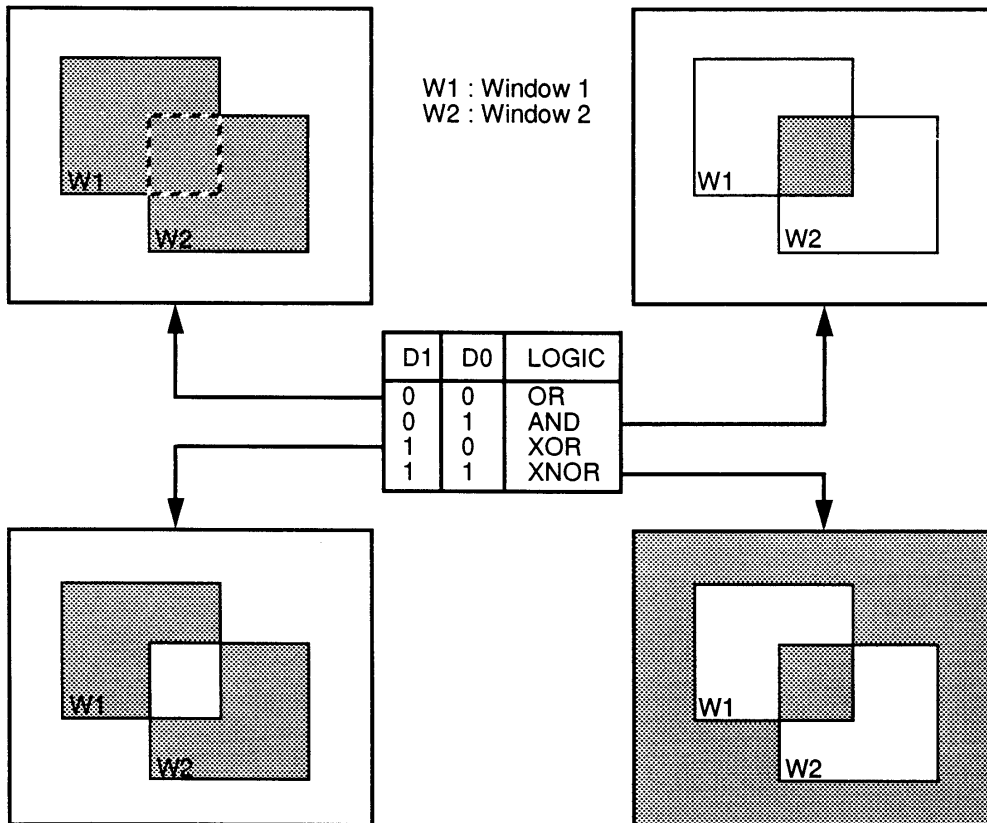 W1 : Window 1
W2 : Window 2
W1
W2
W1
W2
D1 D0 LOGIC
0 0 OR
0 1 AND
1 0 XOR
1 1 XNOR
W1
W2
W1
W2